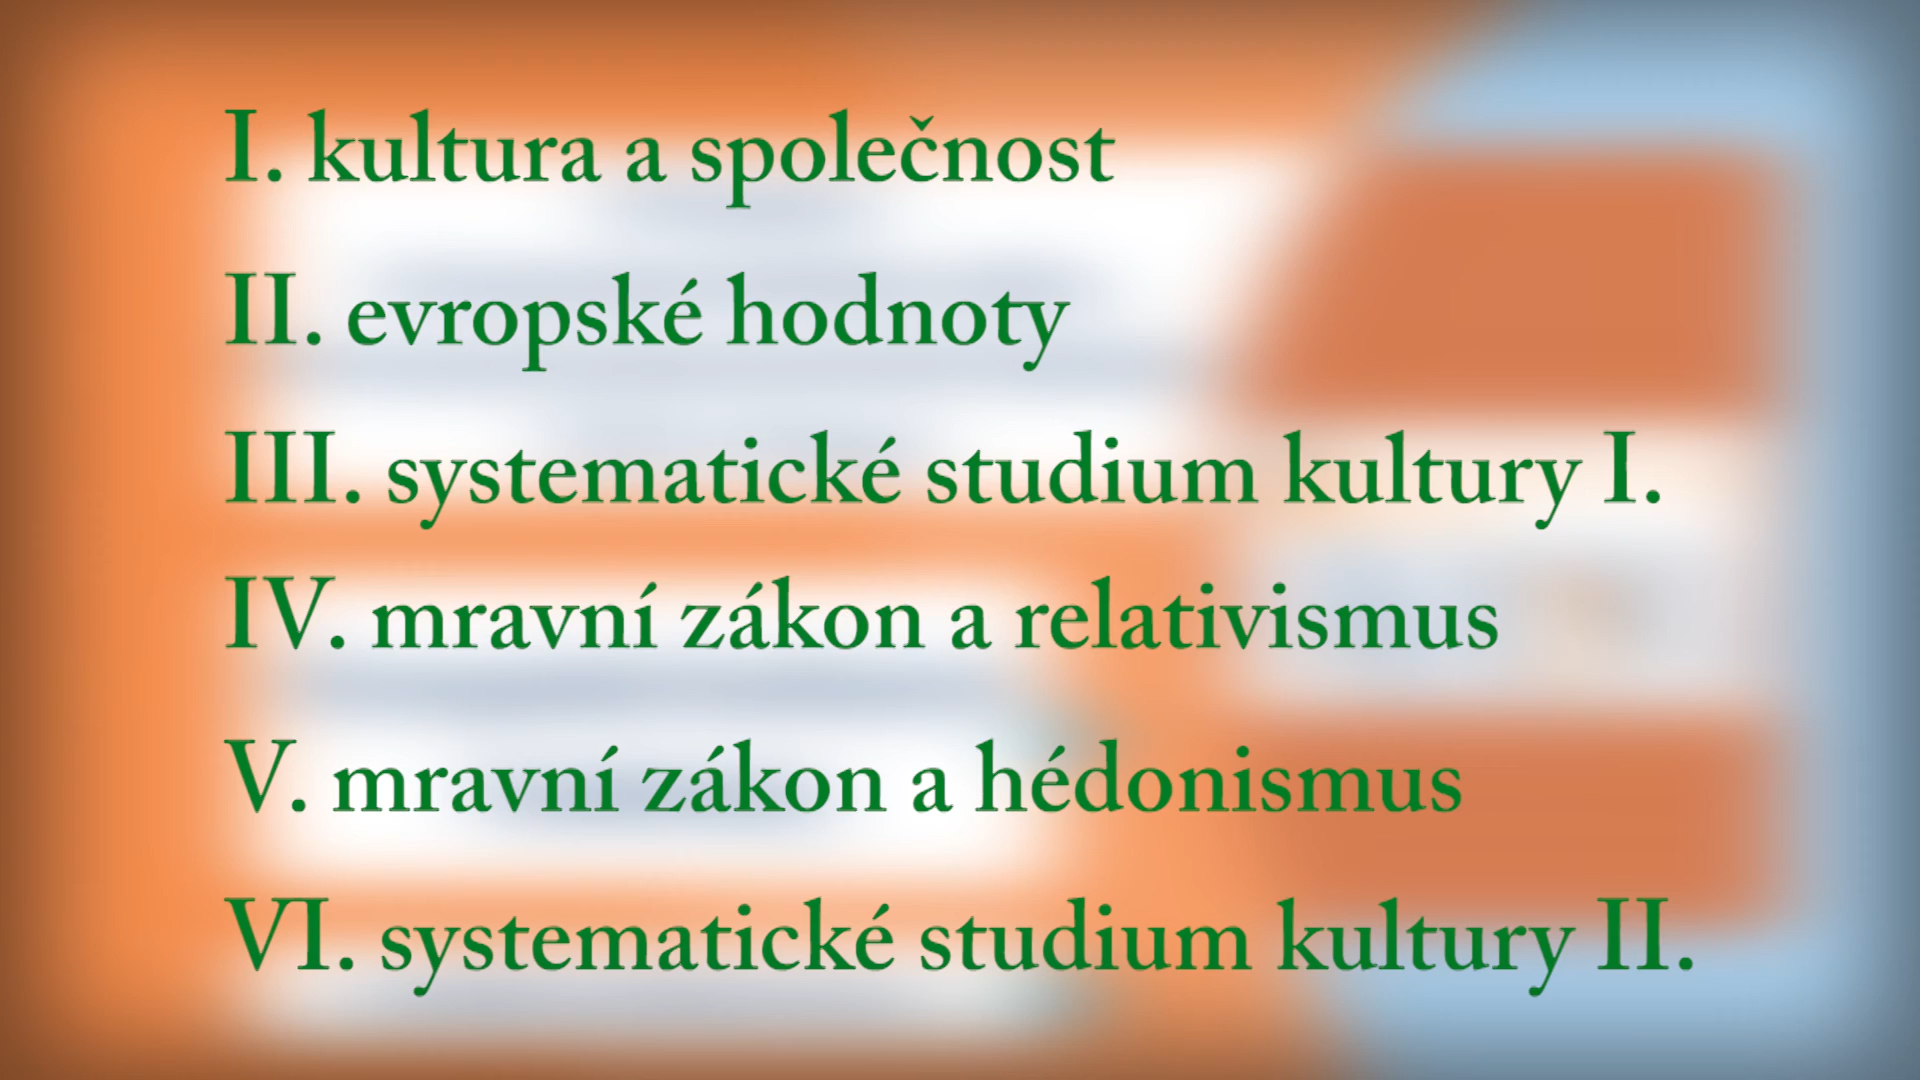 I. kultura a společnost
II. evropské hodnoty
III. systematické studium kultury I.
IV. mravní zákon a relativismus
V. mravní zákon a hédonismus
VI. systematické studium kultury II.